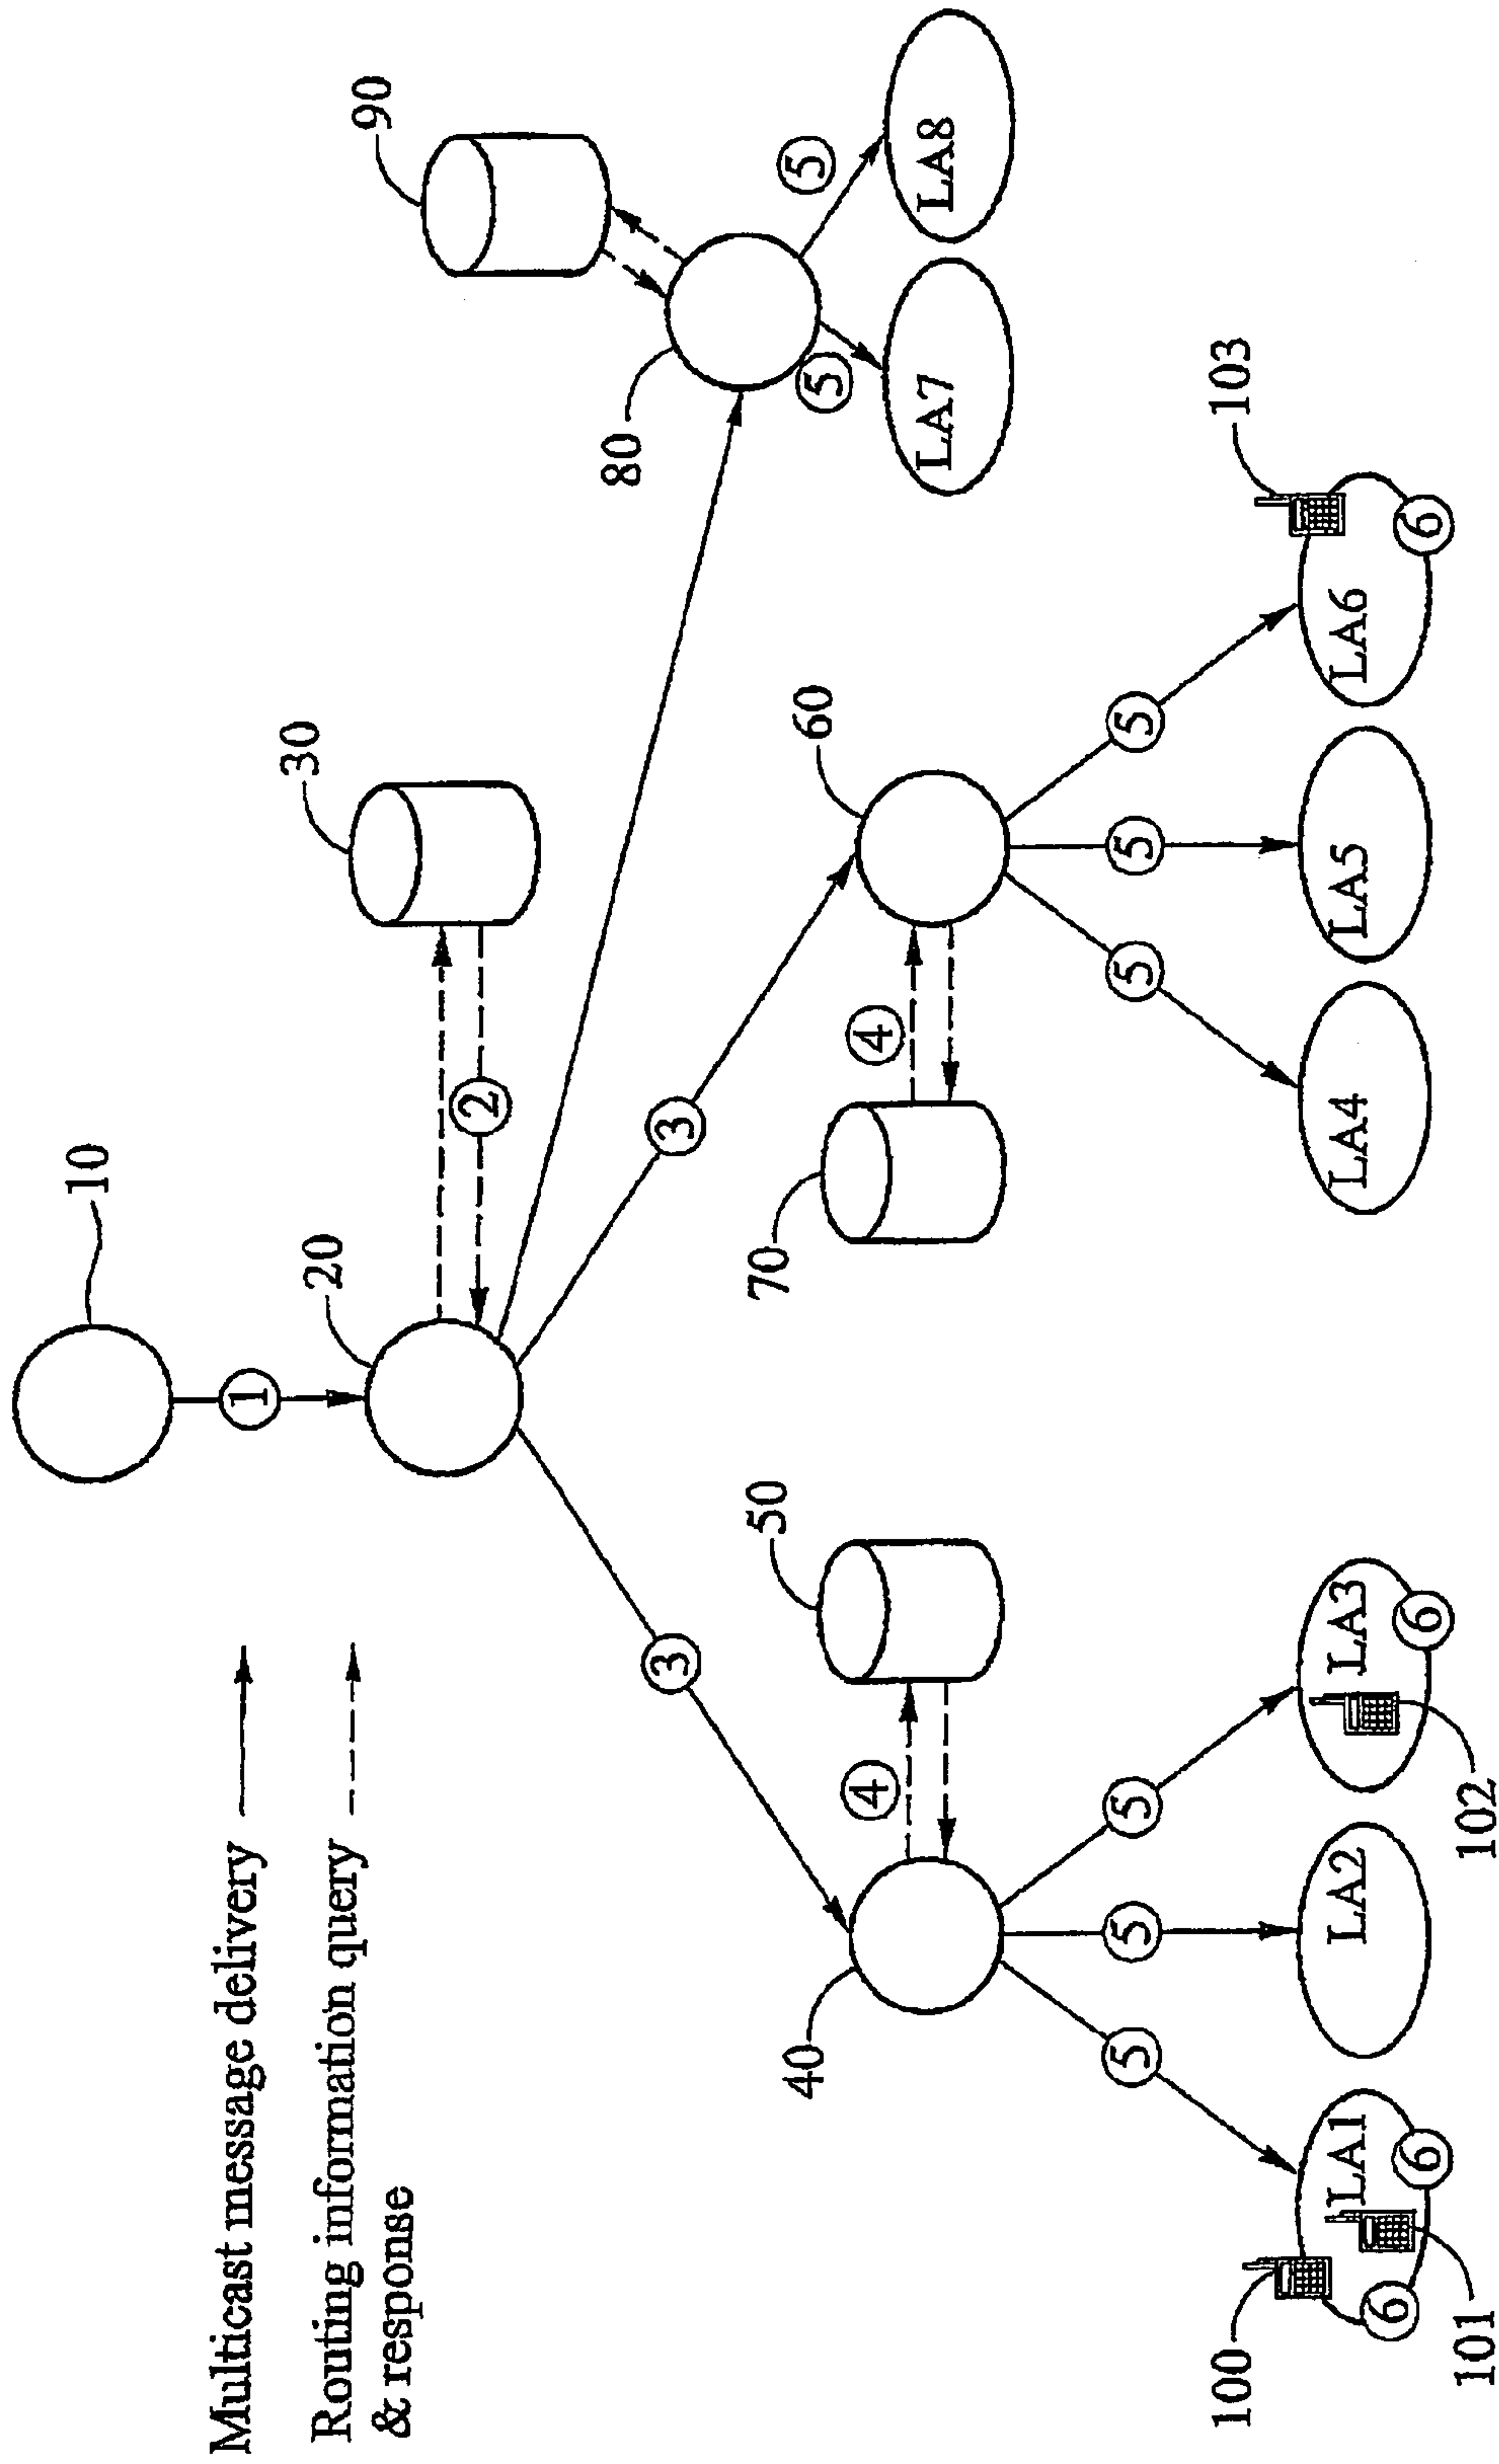 Multicast message delivery
Routing information query
& response
10
1
20
30
2
90
80
5
5
LA7
LA8
3
3
50
40
4
70
60
4
5
5
5
5
5
5
100
101
LA1
6
6
LA2
LA3
102
6
LA4
LA5
LA6
103
6